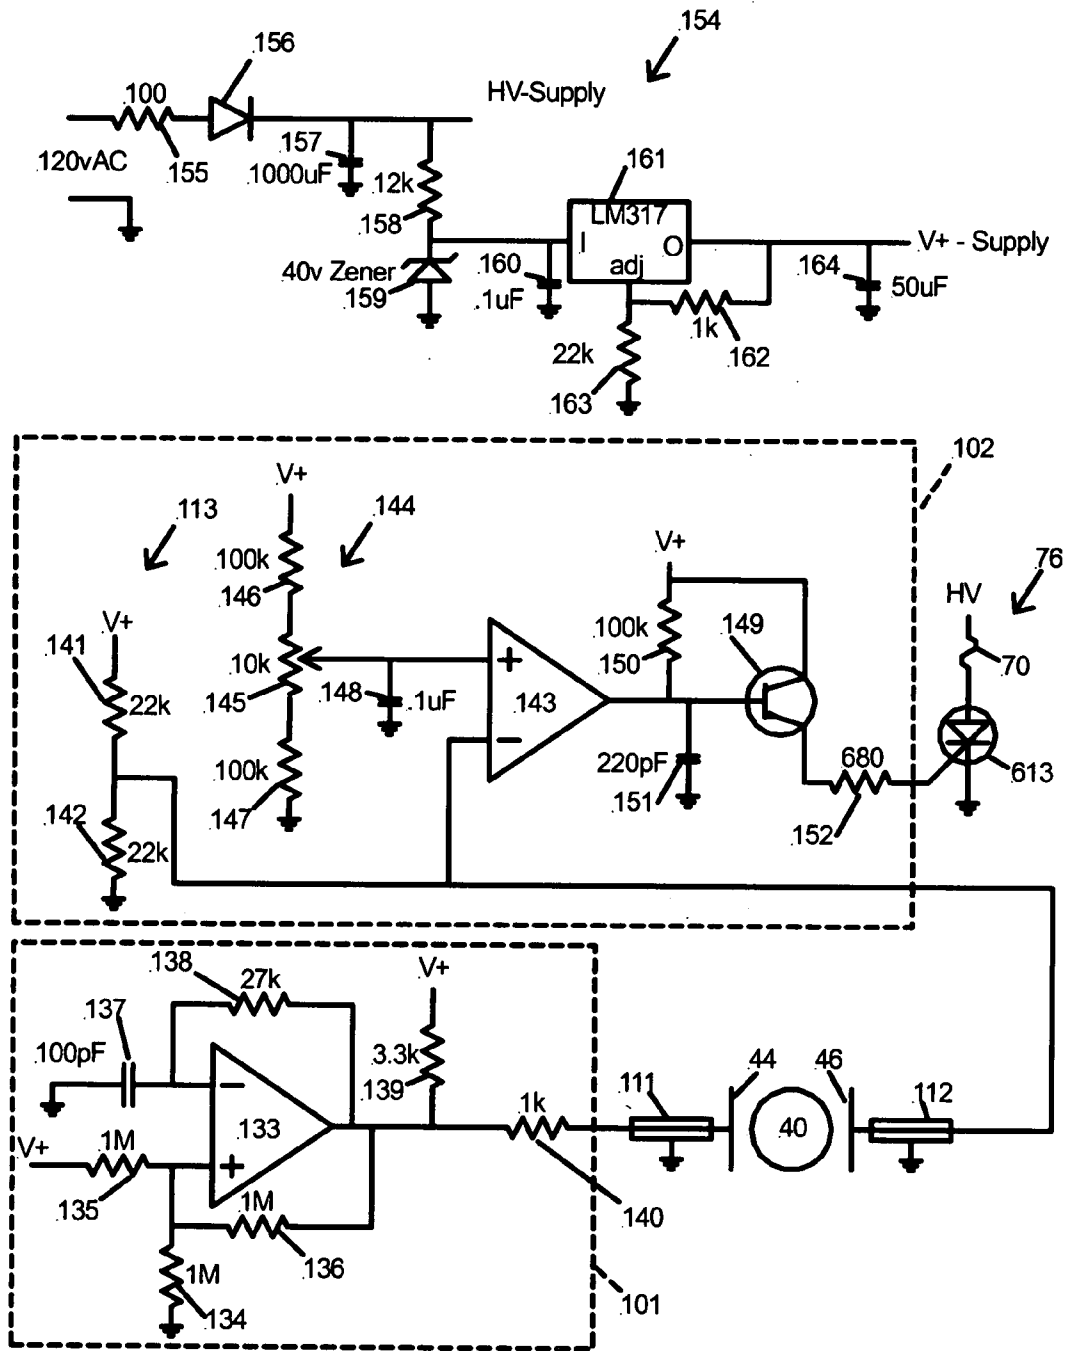 154
156
HV-Supply
100
155
120vAC
157
1000uF
12k
158
161
LM317
I
O
adj
V+ - Supply
40v Zener
159
160
.1uF
164
50uF
1k
162
22k
163
102
V+
113
144
100k
146
V+
141
V+
100k
150
149
76
HV
70
22k
10k
145
148
.1uF
+
143
−
142
22k
100k
147
220pF
151
680
152
613
138
27k
V+
137
100pF
3.3k
139
−
133
+
V+
1M
135
1M
136
1M
134
1k
140
111
44
46
112
40
101